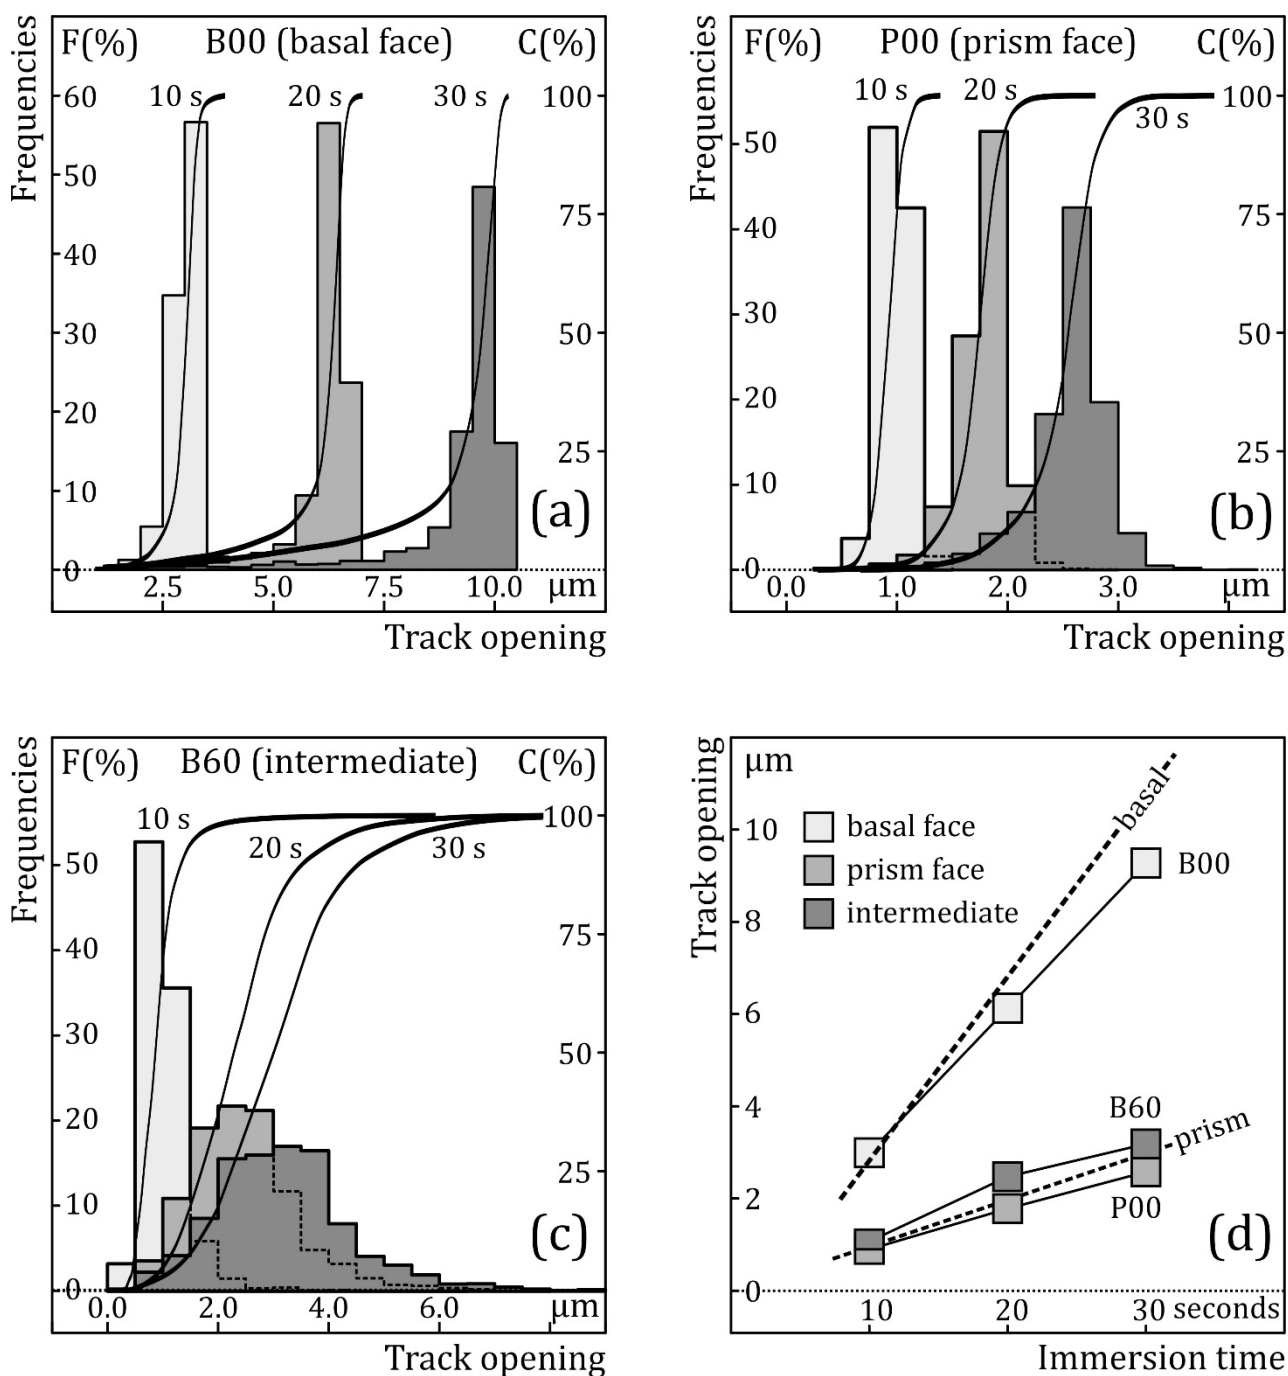 Frequencies
F(%) B00 (basal face) C(%)
10 s 20 s 30 s
60 100
50
75
40
30 50
20
25
10
(a)
0
2.5 5.0 7.5 10.0 µm
Track opening
Frequencies
F(%) P00 (prism face) C(%)
10 s 20 s 100
30 s
50
75
40
30 50
20
25
10
(b)
0
0.0 1.0 2.0 3.0 µm
Track opening
Frequencies
F(%) B60 (intermediate) C(%)
10 s 20 s 30 s 100
50
40 75
30
50
20
25
10
(c)
0
0.0 2.0 4.0 6.0 µm
Track opening
Track opening
µm
basal
10 basal face
prism face B00
intermediate
8
6
4 B60
prism
2 P00
(d)
0
10 20 30 seconds
Immersion time